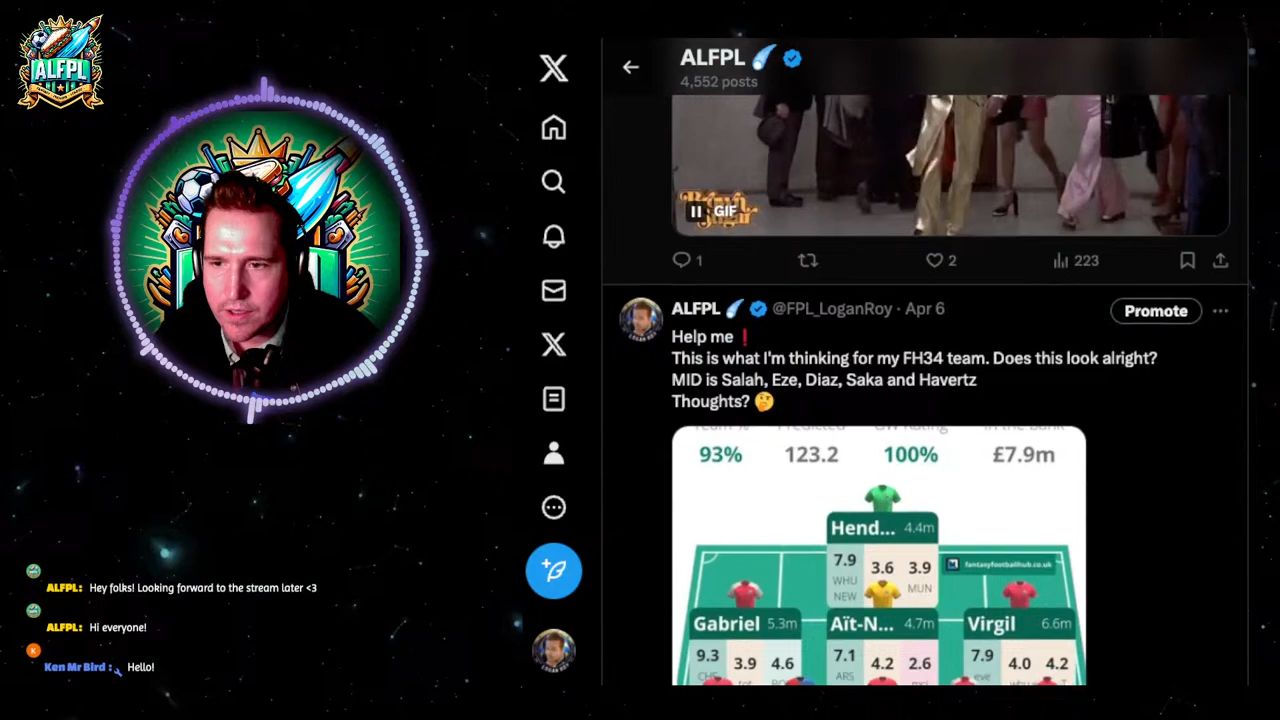 ALFPL
ALFPL
4,552 posts
GIF
1
2
223
ALFPL @FPL_LoganRoy · Apr 6
Promote
Help me❗
This is what I'm thinking for my FH34 team. Does this look alright?
MID is Salah, Eze, Diaz, Saka and Havertz
Thoughts? 🤔
93% 123.2 100% £7.9m
Hend... 4.4m
7.9 3.6 3.9
WHU MUN
NEW
fantasyfootballhub.co.uk
Gabriel 5.3m
Aït-N... 4.7m
Virgil 6.6m
9.3 3.9 4.6
7.1 4.2 2.6
7.9 4.0 4.2
ARS
ALFPL: Hey folks! Looking forward to the stream later <3
ALFPL: Hi everyone!
K
Ken Mr Bird : Hello!